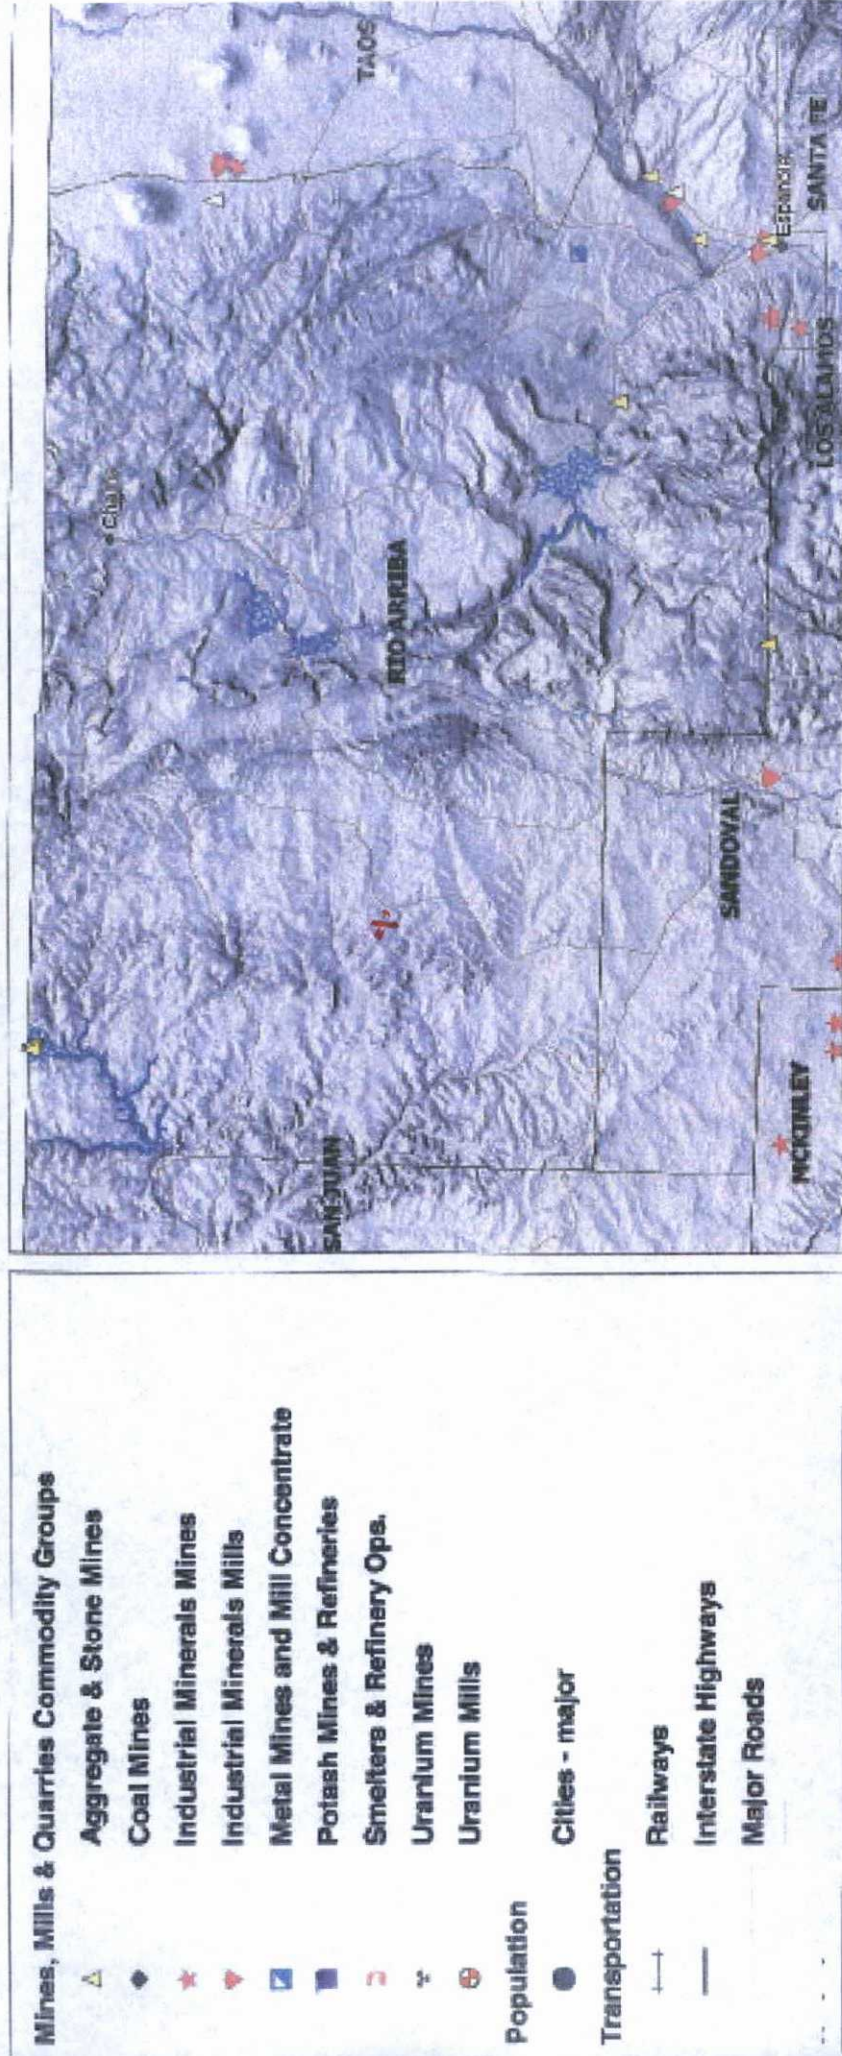 Mines, Mills & Quarries Commodity Groups
Aggregate & Stone Mines
Coal Mines
Industrial Minerals Mines
Industrial Minerals Mills
Metal Mines and Mill Concentrate
Potash Mines & Refineries
Smelters & Refinery Ops.
Uranium Mines
Uranium Mills
Population
Cities - major
Transportation
Railways
Interstate Highways
Major Roads
TAOS
Chama
RIO ARRIBA
SAN JUAN
Espanola
SANTA FE
LOS ALAMOS
SANDOVAL
MCKINLEY